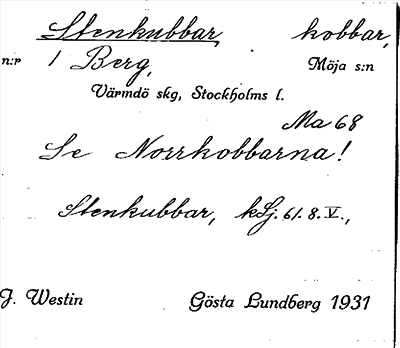 Stenkubbar, kobbar,
n:r 1 Berg, Möja s:n
Värmdö skg, Stockholms l.
Ma 68
Se Norrkobbarna!
Stenkubbar, kSj. 61. 8. V.,
J. Westin Gösta Lundberg 1931